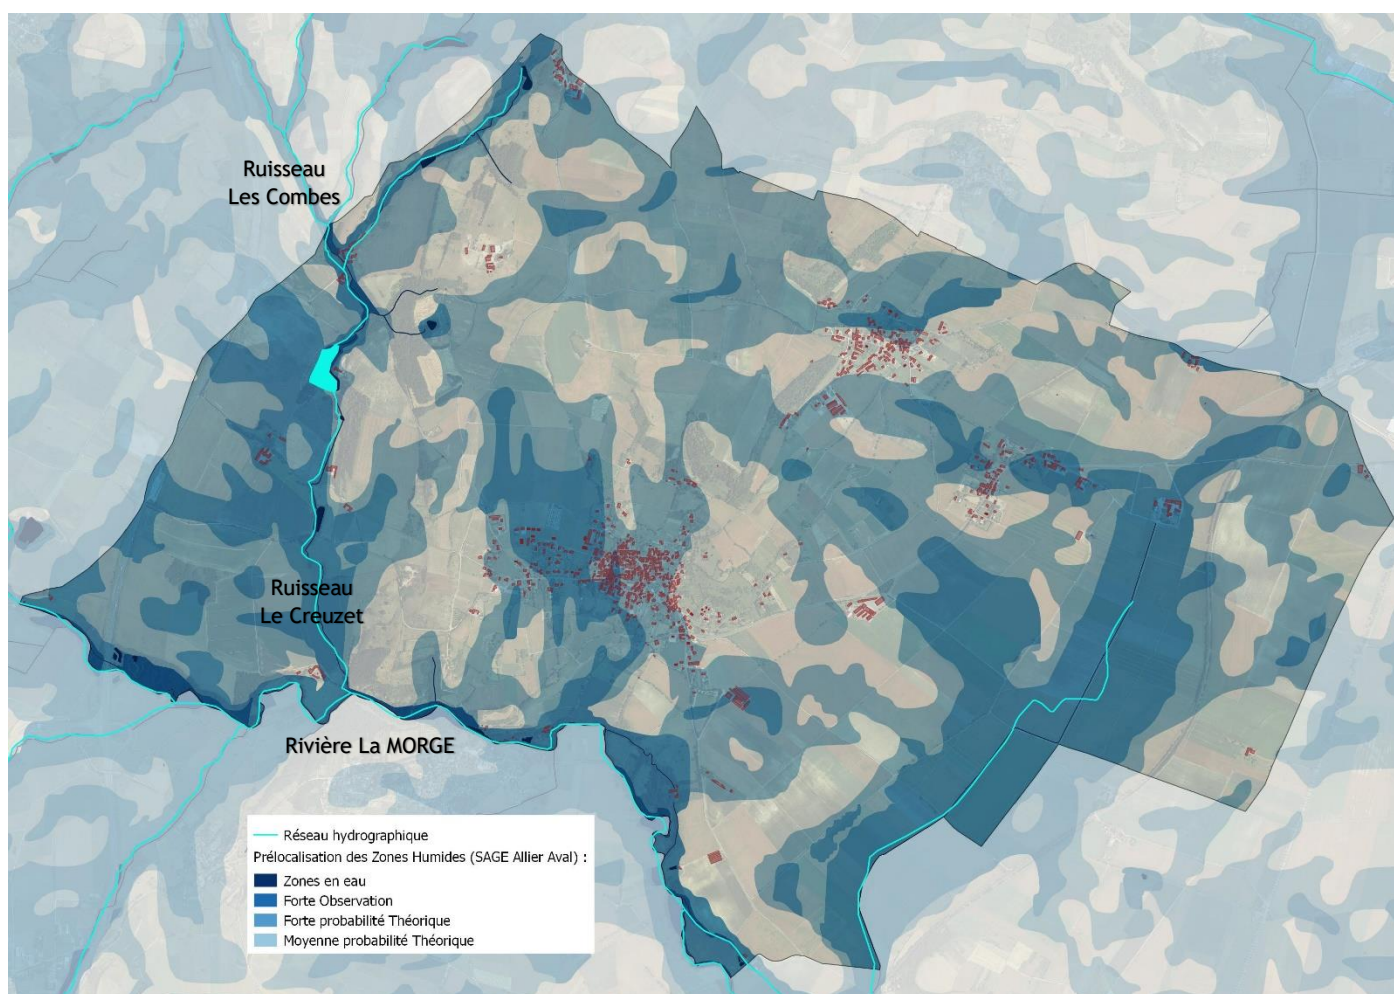 Ruisseau
Les Combes
Ruisseau
Le Creuzet
Rivière La MORGE
Réseau hydrographique
Prélocalisation des Zones Humides (SAGE Allier Aval) :
Zones en eau
Forte Observation
Forte probabilité Théorique
Moyenne probabilité Théorique